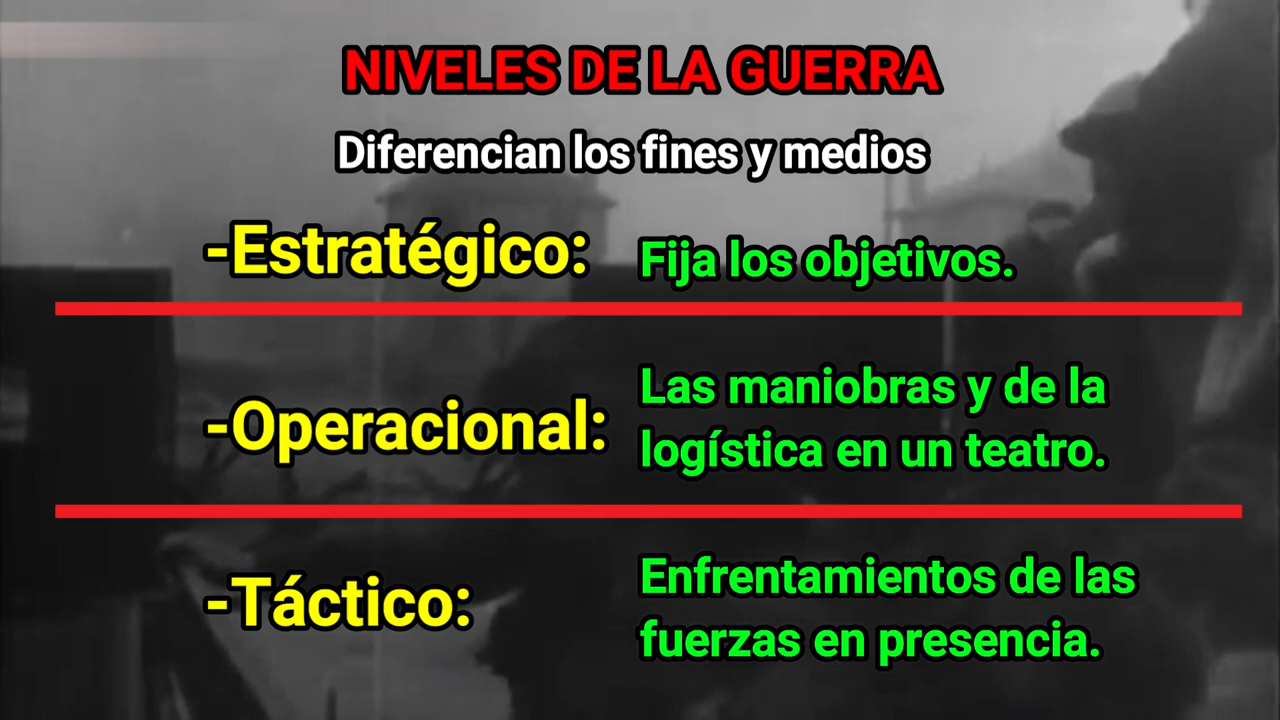 NIVELES DE LA GUERRA
Diferencian los fines y medios
-Estratégico: Fija los objetivos.
-Operacional: Las maniobras y de la
logística en un teatro.
-Táctico: Enfrentamientos de las
fuerzas en presencia.